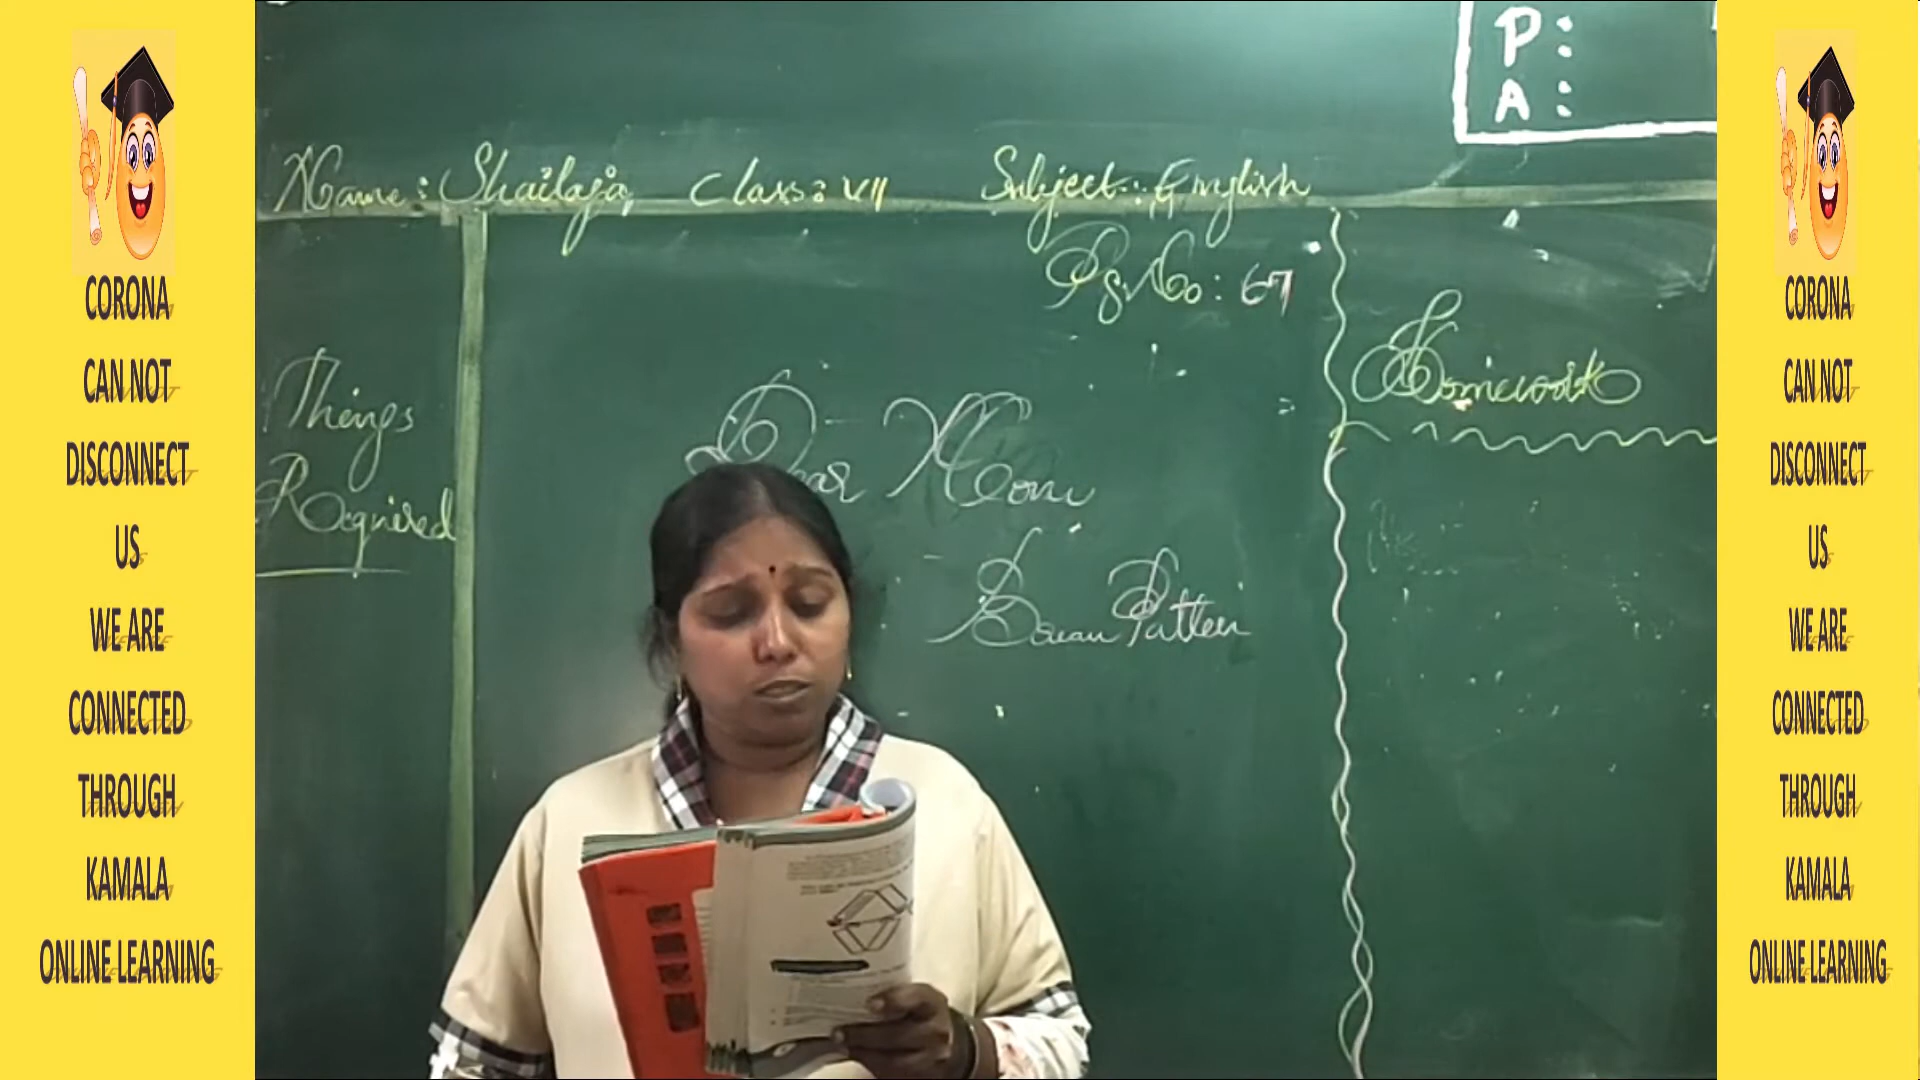 CORONA
CAN NOT
DISCONNECT
US
WE ARE
CONNECTED
THROUGH
KAMALA
ONLINE LEARNING
P:
A:
Name: Shailaja, Class: VII Subject: English
Pg.No: 67
Things
Required
Dear Mom
Homework
CORONA
CAN NOT
DISCONNECT
US
WE ARE
CONNECTED
THROUGH
KAMALA
ONLINE LEARNING